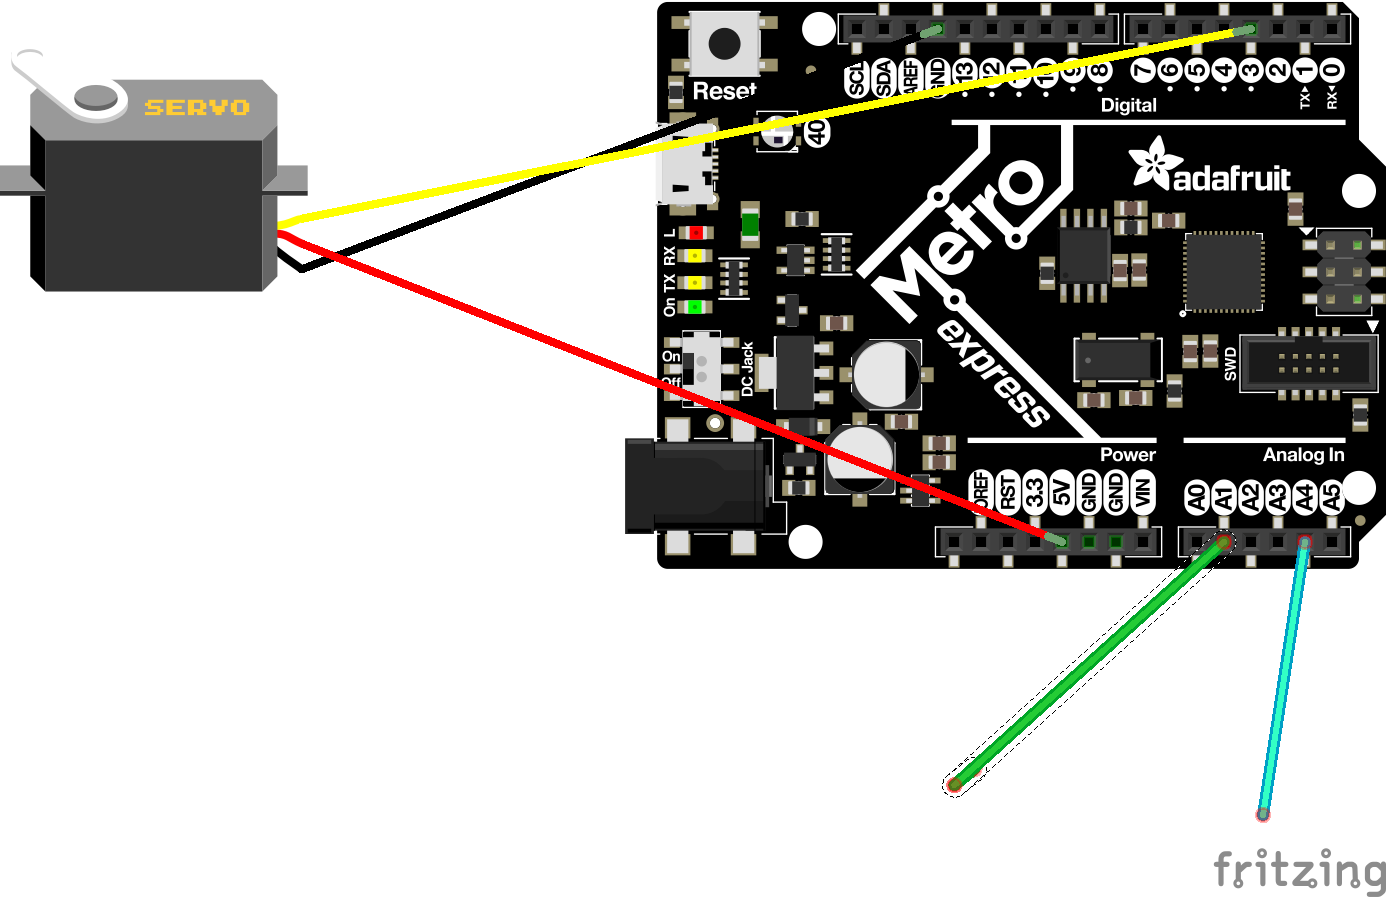 SERVO
Reset
SCL SDA AREF GND 13 12 11 10 9 8 7 6 5 4 3 2 1 0
TX RX
Digital
40
adafruit
Metro
express
L
RX
TX
On
On
Off
DC Jack
SWD
Power
Analog In
RST 3.3 5V GND GND VIN A0 A1 A2 A3 A4 A5
fritzing